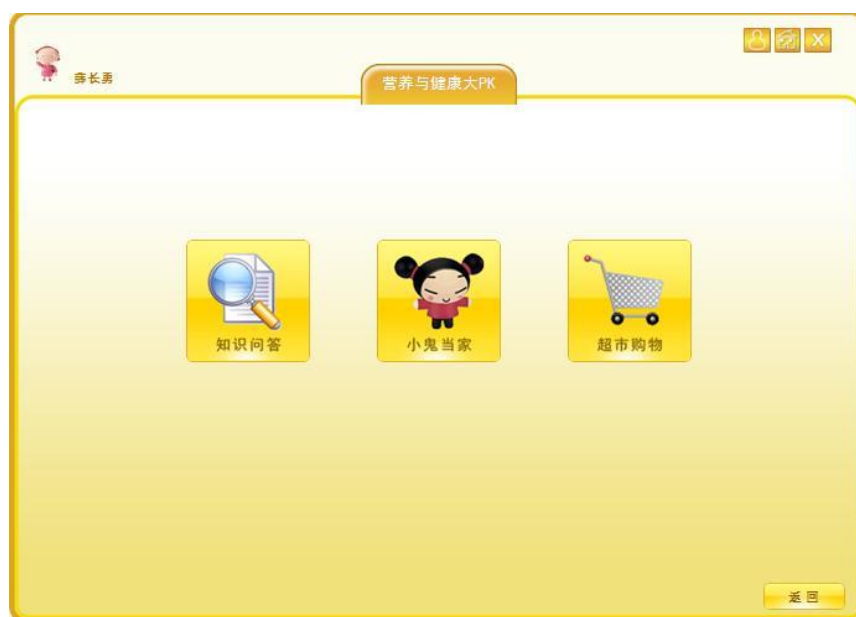 薛长勇
营养与健康大PK
知识问答
小鬼当家
超市购物
返回